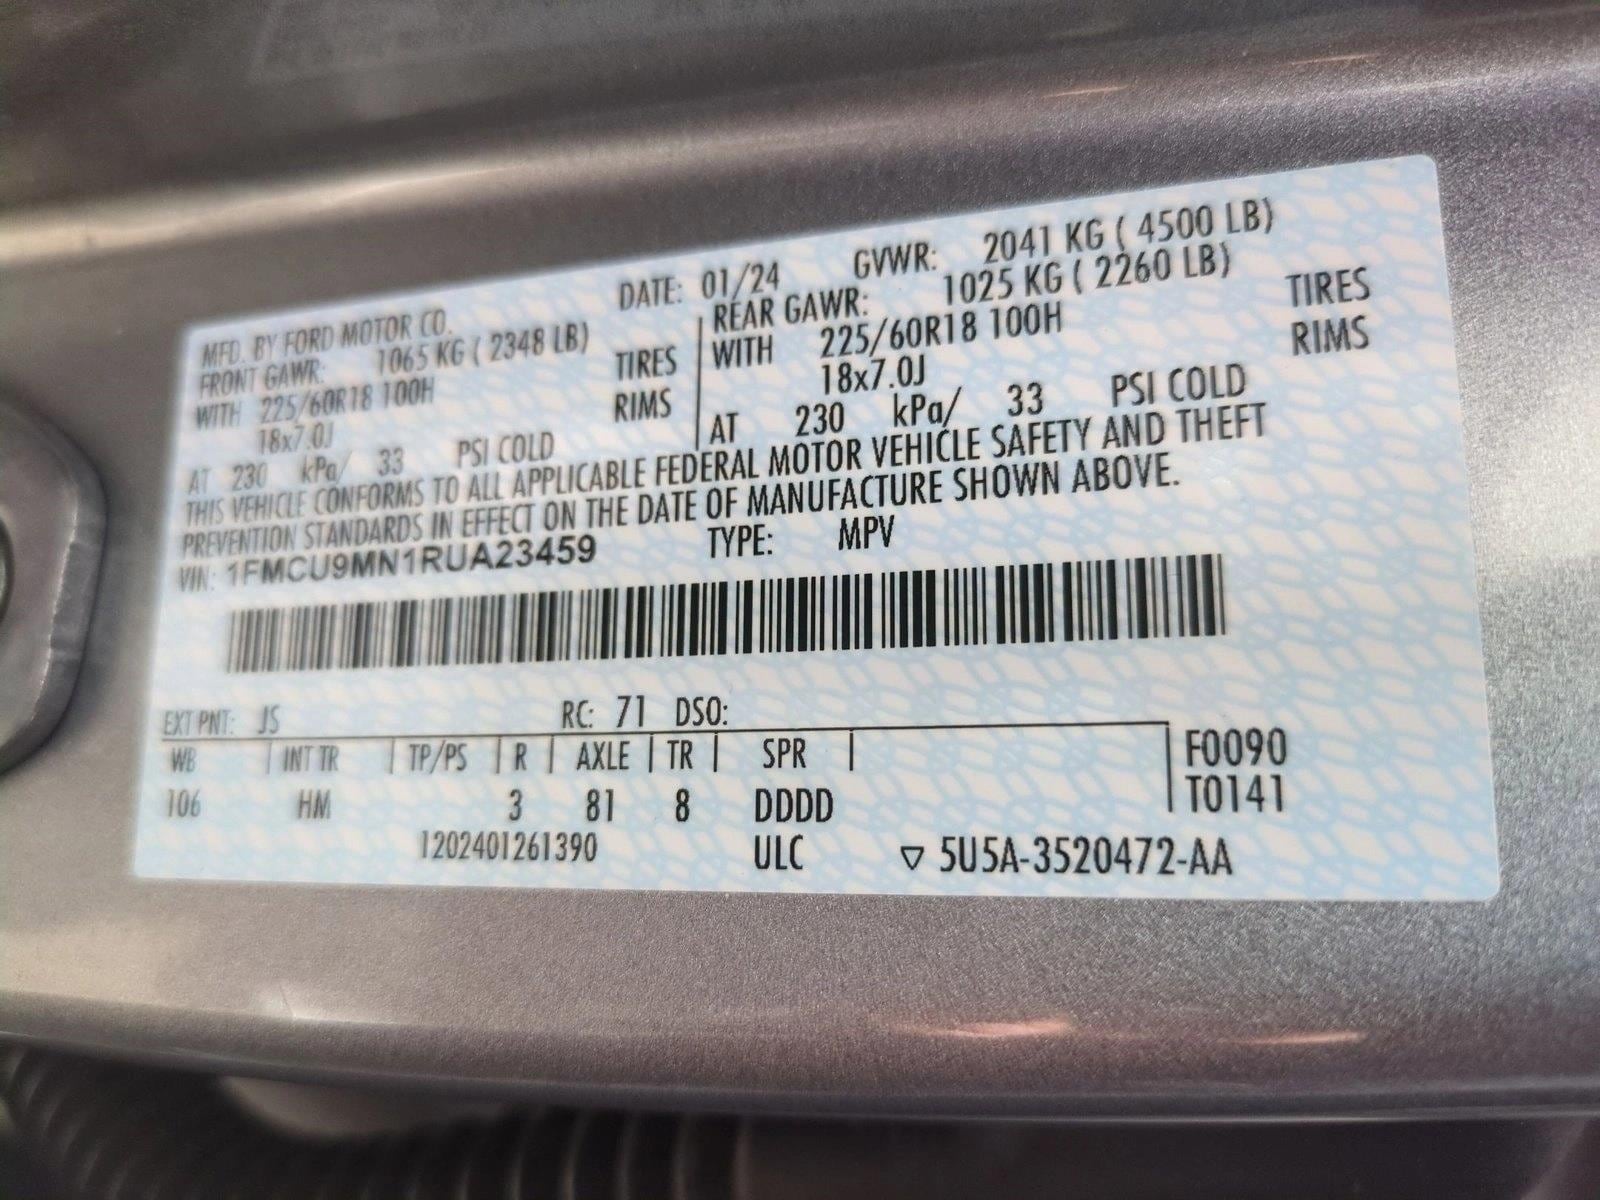 MFD. BY FORD MOTOR CO.
DATE: 01/24
GVWR: 2041 KG ( 4500 LB)
FRONT GAWR: 1065 KG ( 2348 LB)
WITH 225/60R18 100H TIRES
18x7.0J RIMS
AT 230 kPa/ 33 PSI COLD
REAR GAWR: 1025 KG ( 2260 LB)
WITH 225/60R18 100H TIRES
18x7.0J RIMS
AT 230 kPa/ 33 PSI COLD
THIS VEHICLE CONFORMS TO ALL APPLICABLE FEDERAL MOTOR VEHICLE SAFETY AND THEFT
PREVENTION STANDARDS IN EFFECT ON THE DATE OF MANUFACTURE SHOWN ABOVE.
VIN: 1FMCU9MN1RUA23459 TYPE: MPV
EXT PNT: JS RC: 71 DSO:
WB | INT TR | TP/PS | R | AXLE | TR | SPR | F0090
106 HM 3 81 8 DDDD T0141
1202401261390 ULC ▽ 5U5A-3520472-AA